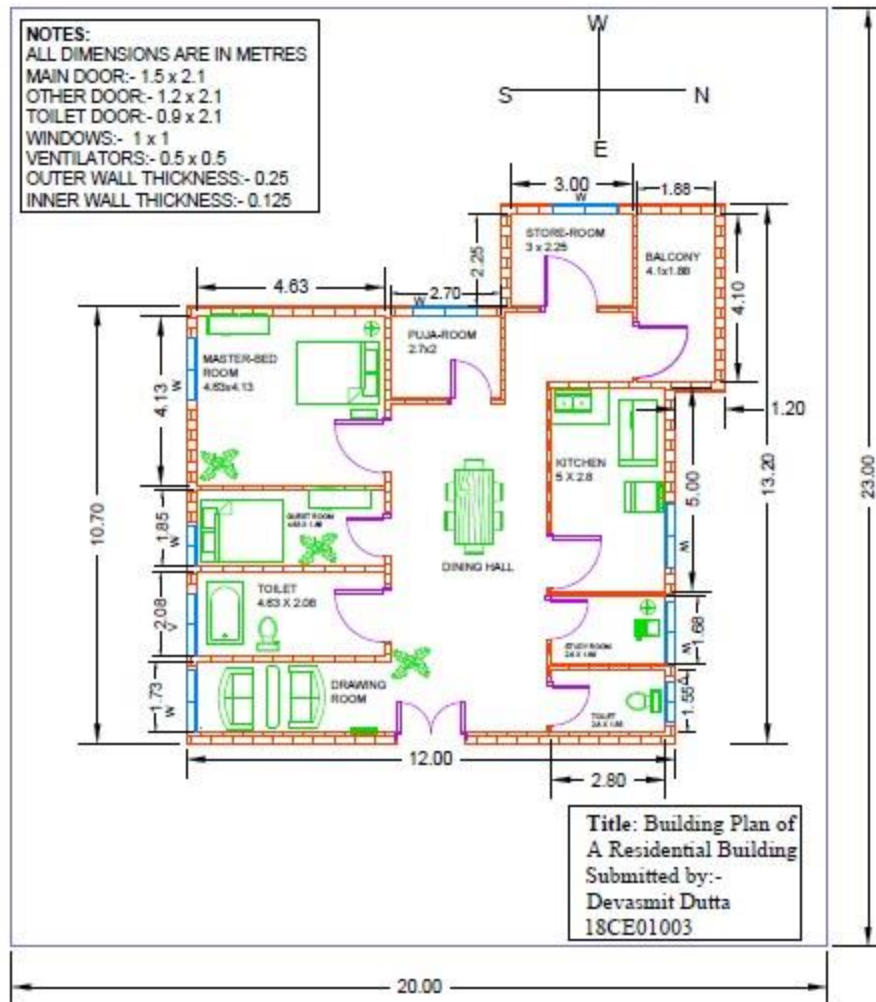 NOTES:
ALL DIMENSIONS ARE IN METRES
MAIN DOOR:- 1.5 x 2.1
OTHER DOOR:- 1.2 x 2.1
TOILET DOOR:- 0.9 x 2.1
WINDOWS:- 1 x 1
VENTILATORS:- 0.5 x 0.5
OUTER WALL THICKNESS:- 0.25
INNER WALL THICKNESS:- 0.125
W
S N
E
3.00
1.88
W
STORE-ROOM
3 x 2.25
2.25
BALCONY
4.1x1.88
4.10
4.63
2.70
W
PUJA-ROOM
2.7x2
MASTER-BED
ROOM
4.63x4.13
W
4.13
1.20
KITCHEN
5 X 2.8
5.00
W
13.20
23.00
10.70
1.85
W
GUEST ROOM
DINING HALL
2.08
V
TOILET
4.63 X 2.08
STUDY ROOM
1.68
W
1.73
W
DRAWING
ROOM
TOILET
1.55
12.00
2.80
Title: Building Plan of
A Residential Building
Submitted by:-
Devasmit Dutta
18CE01003
20.00